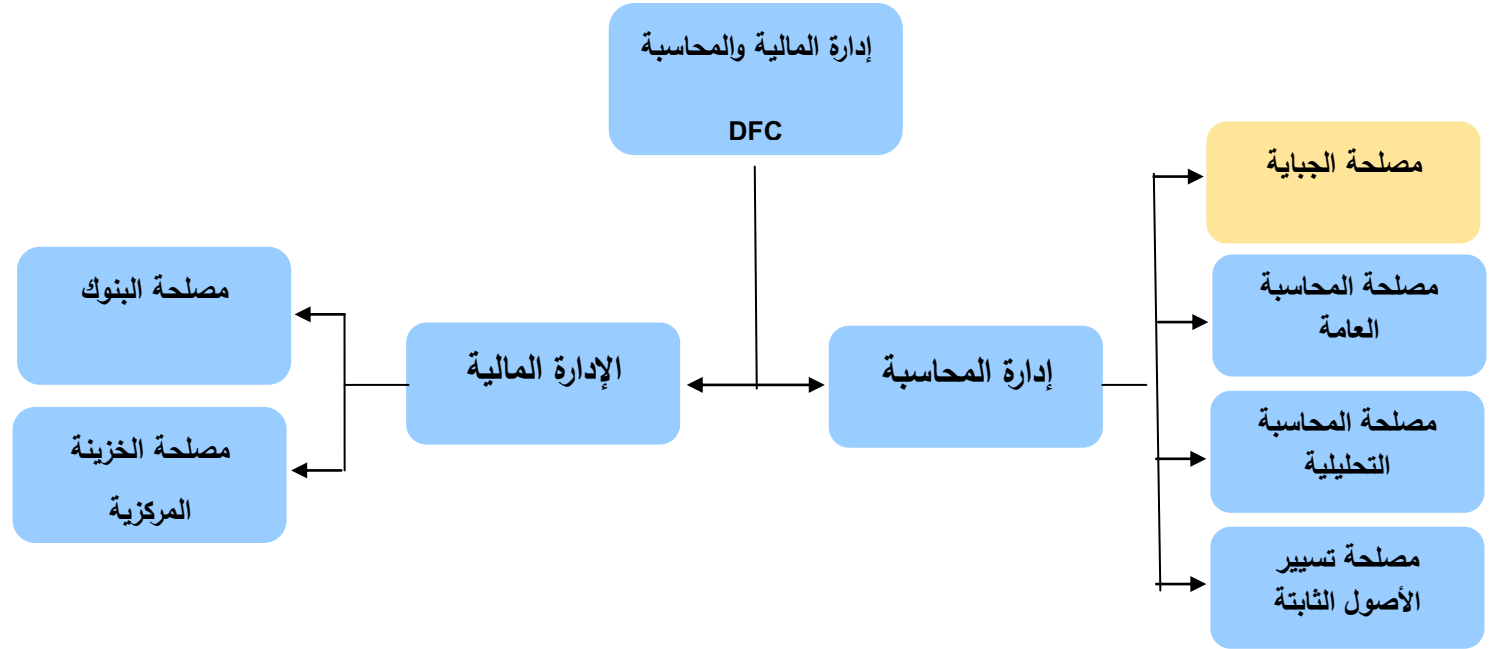 إدارة المالية والمحاسبة
DFC
مصلحة الجباية
مصلحة المحاسبة
العامة
مصلحة المحاسبة
التحليلية
مصلحة تسيير
الأصول الثابتة
إدارة المحاسبة
الإدارة المالية
مصلحة البنوك
مصلحة الخزينة
المركزية